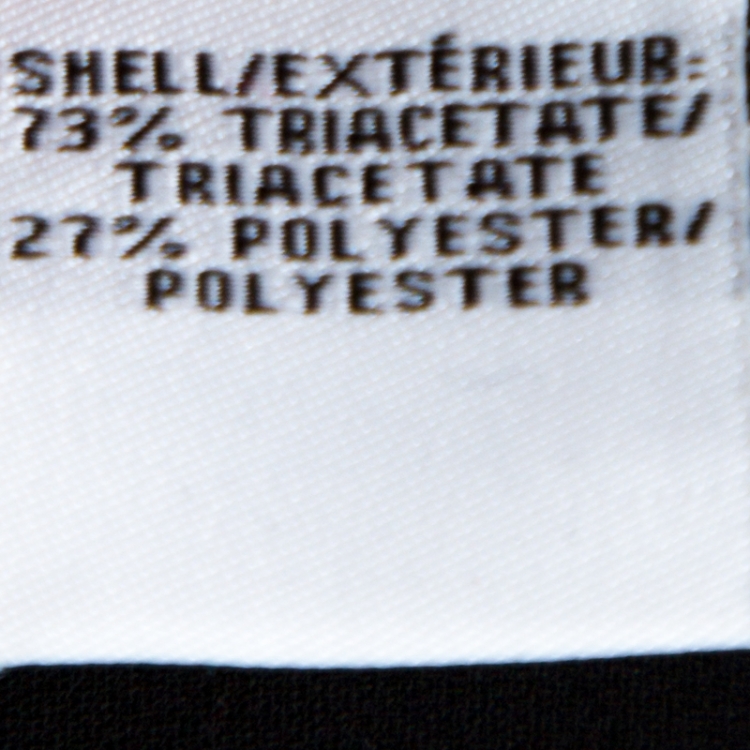 SHELL/EXTÉRIEUR:
73% TRIACETATE/
TRIACETATE
27% POLYESTER/
POLYESTER